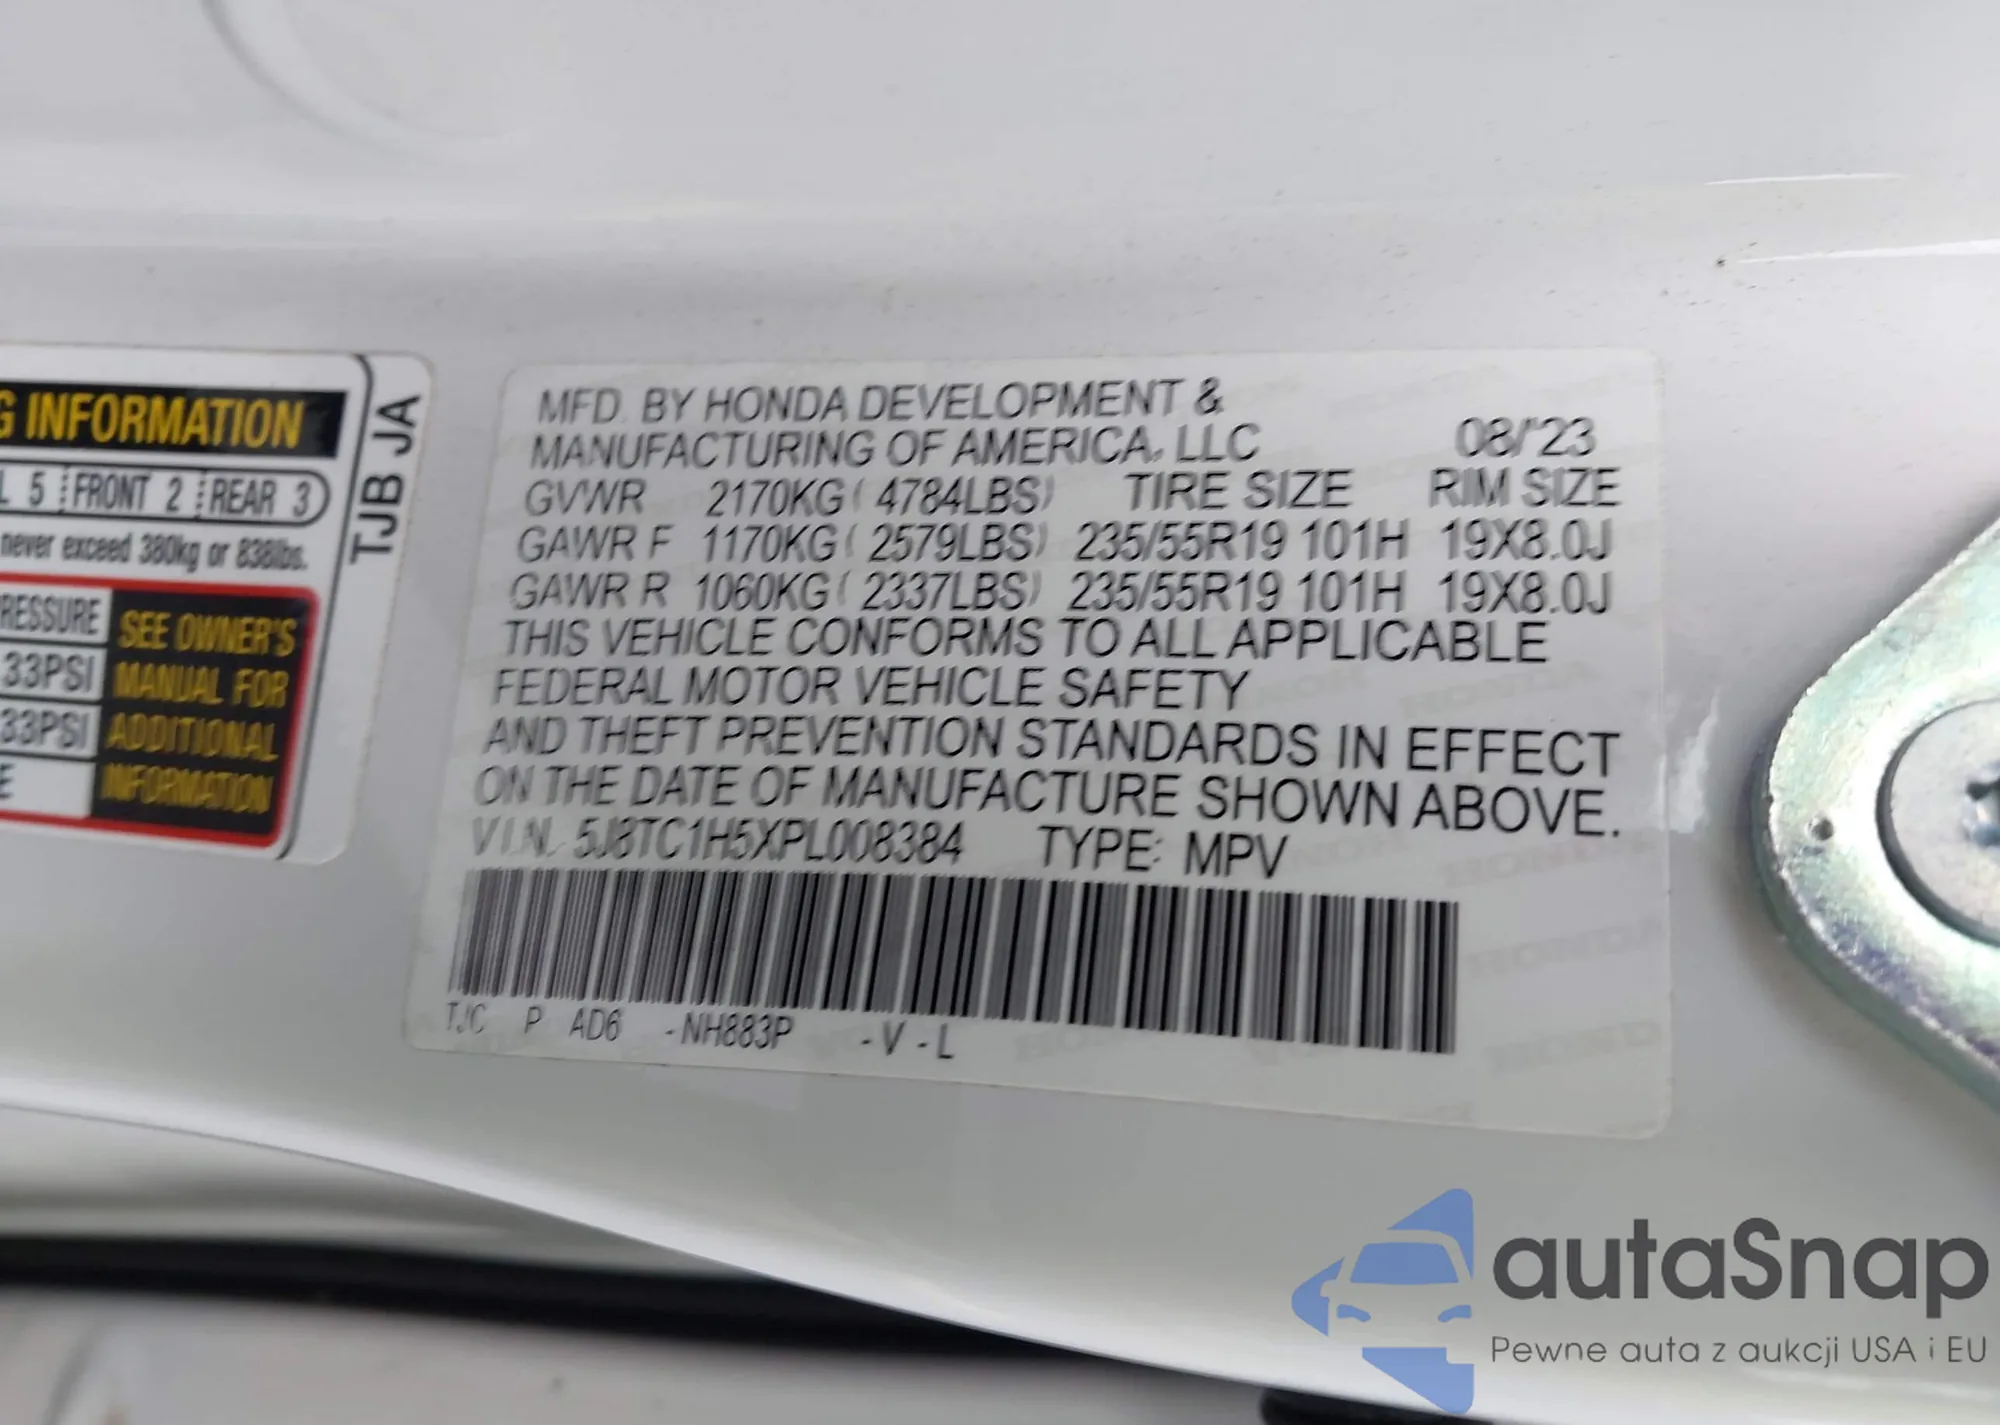 G INFORMATION
L 5 FRONT 2 REAR 3
never exceed 380kg or 838lbs.
RESSURE
33PSI
33PSI
E
SEE OWNER'S
MANUAL FOR
ADDITIONAL
INFORMATION
TJB JA
MFD. BY HONDA DEVELOPMENT &
MANUFACTURING OF AMERICA, LLC 08/'23
GVWR 2170KG ( 4784LBS) TIRE SIZE RIM SIZE
GAWR F 1170KG ( 2579LBS) 235/55R19 101H 19X8.0J
GAWR R 1060KG ( 2337LBS) 235/55R19 101H 19X8.0J
THIS VEHICLE CONFORMS TO ALL APPLICABLE
FEDERAL MOTOR VEHICLE SAFETY
AND THEFT PREVENTION STANDARDS IN EFFECT
ON THE DATE OF MANUFACTURE SHOWN ABOVE.
V.I.N. 5J8TC1H5XPL008384 TYPE: MPV
TJC P AD6 -NH883P -V -L
autaSnap
Pewne auta z aukcji USA i EU